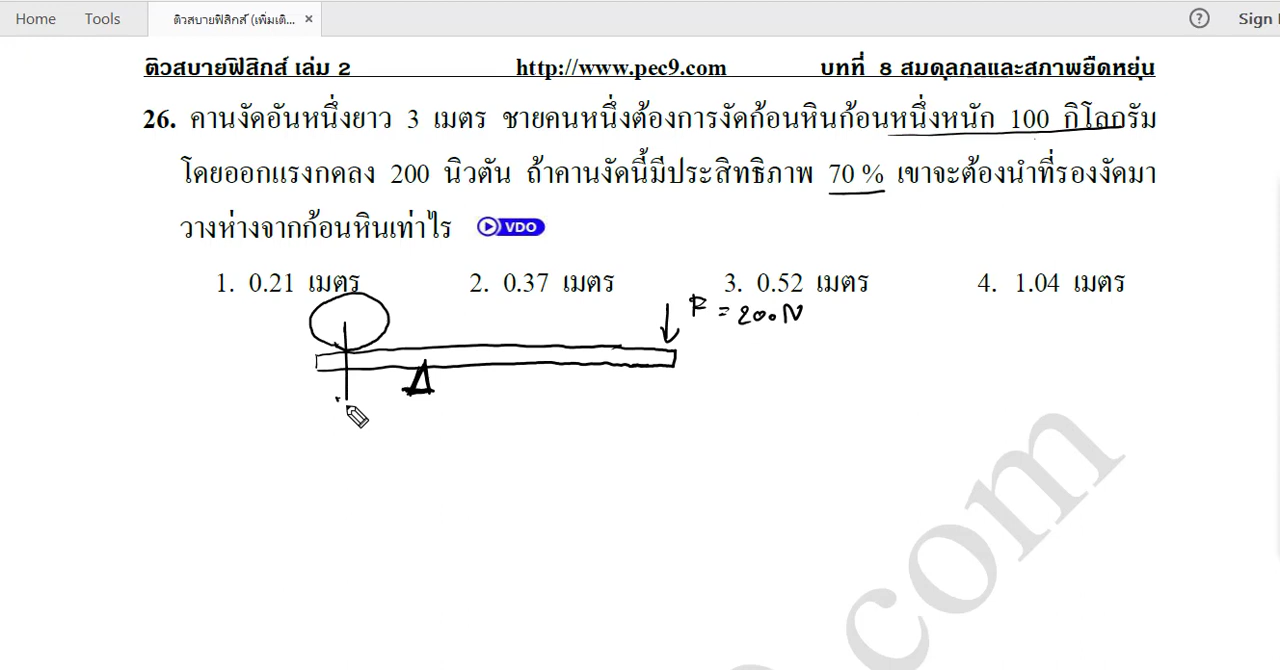 Home Tools ติวสบายฟิสิกส์ (เพิ่มเติ... × ? Sign
ติวสบายฟิสิกส์ เล่ม 2 http://www.pec9.com บทที่ 8 สมดุลกลและสภาพยืดหยุ่น
26. คานงัดอันหนึ่งยาว 3 เมตร ชายคนหนึ่งต้องการงัดก้อนหินก้อนหนึ่งหนัก 100 กิโลกรัม
โดยออกแรงกดลง 200 นิวตัน ถ้าคานงัดนี้มีประสิทธิภาพ 70 % เขาจะต้องนำที่รองงัดมา
วางห่างจากก้อนหินเท่าไร VDO
1. 0.21 เมตร 2. 0.37 เมตร 3. 0.52 เมตร 4. 1.04 เมตร
F = 200 N
.com